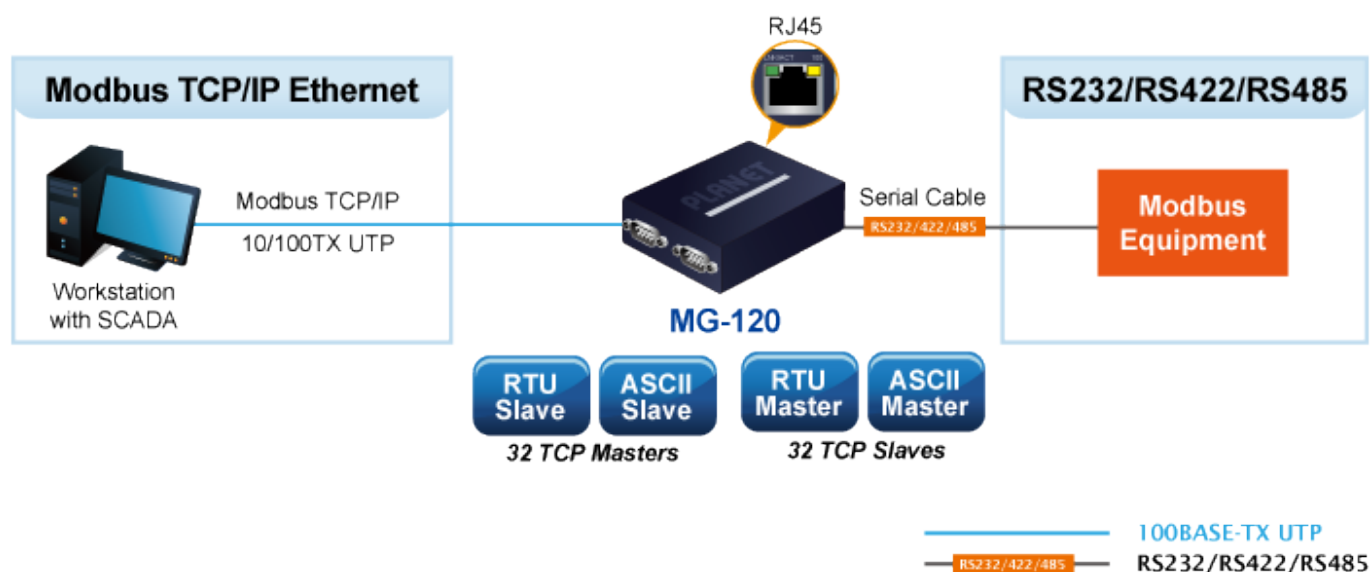 RJ45
Modbus TCP/IP Ethernet
RS232/RS422/RS485
PLANET
Modbus TCP/IP
10/100TX UTP
Serial Cable
RS232/422/485
Modbus
Equipment
Workstation
with SCADA
MG-120
RTU
Slave
ASCII
Slave
RTU
Master
ASCII
Master
32 TCP Masters
32 TCP Slaves
100BASE-TX UTP
RS232/422/485
RS232/RS422/RS485